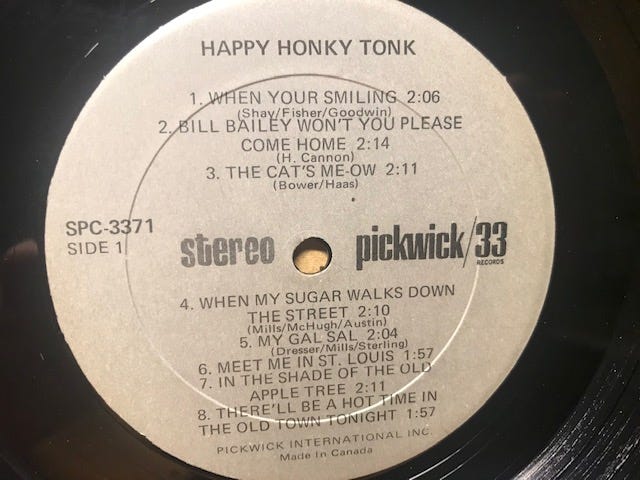 HAPPY HONKY TONK
1. WHEN YOUR SMILING 2:06
(Shay/Fisher/Goodwin)
2. BILL BAILEY WON'T YOU PLEASE
COME HOME 2:14
(H. Cannon)
3. THE CAT'S ME-OW 2:11
(Bower/Haas)
SPC-3371
SIDE 1
stereo
pickwick/33
RECORDS
4. WHEN MY SUGAR WALKS DOWN
THE STREET 2:10
(Mills/McHugh/Austin)
5. MY GAL SAL 2:04
(Dresser/Mills/Sterling)
6. MEET ME IN ST. LOUIS 1:57
7. IN THE SHADE OF THE OLD
APPLE TREE 2:11
8. THERE'LL BE A HOT TIME IN
THE OLD TOWN TONIGHT 1:57
PICKWICK INTERNATIONAL INC.
Made In Canada